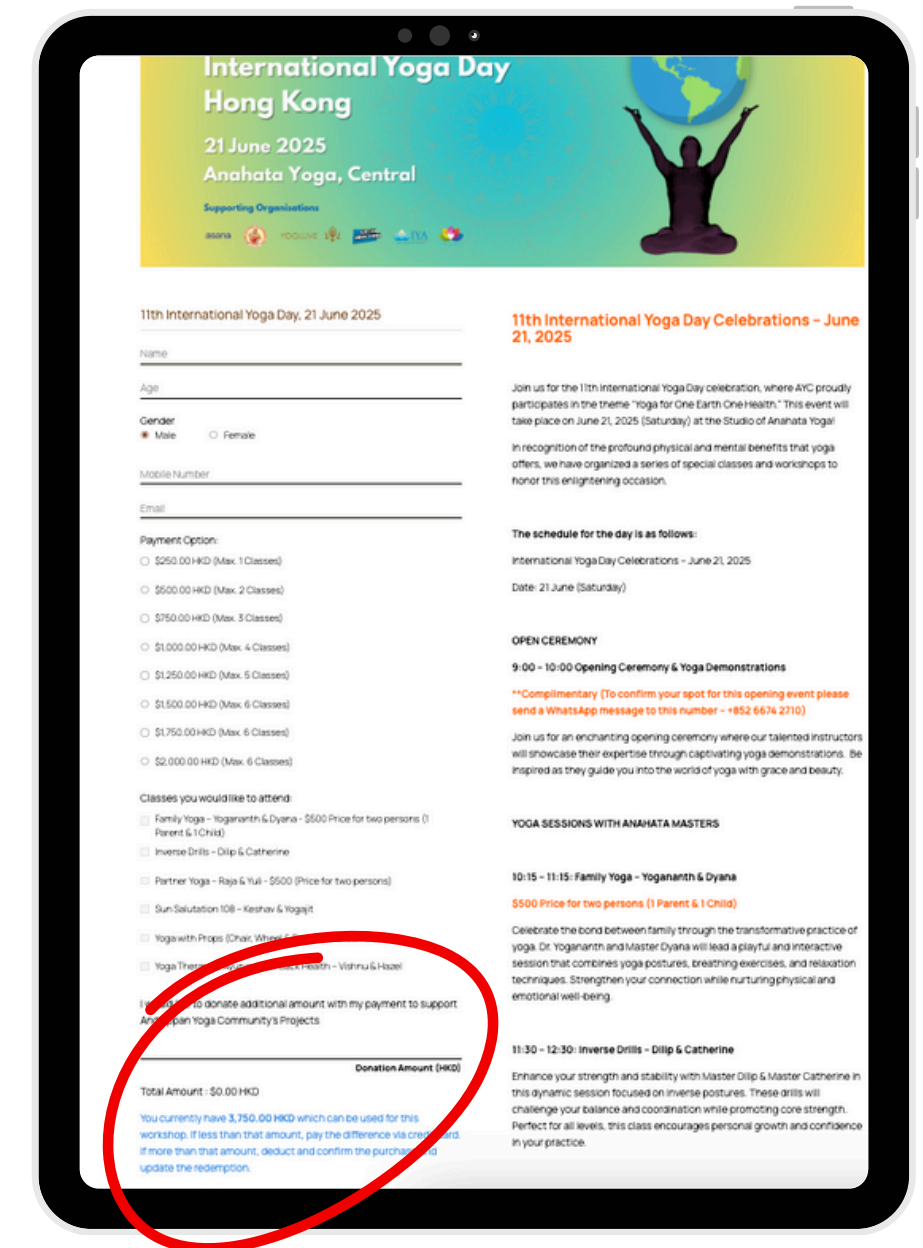 International Yoga Day
Hong Kong
21 June 2025
Anahata Yoga, Central
Supporting Organisations
asana
YOGALIVE
IYA
11th International Yoga Day, 21 June 2025
Name
Age
Gender
Male
Female
Mobile Number
Email
Payment Option:
$250.00 HKD (Max. 1 Classes)
$500.00 HKD (Max. 2 Classes)
$750.00 HKD (Max. 3 Classes)
$1,000.00 HKD (Max. 4 Classes)
$1,250.00 HKD (Max. 5 Classes)
$1,500.00 HKD (Max. 6 Classes)
$1,750.00 HKD (Max. 6 Classes)
$2,000.00 HKD (Max. 6 Classes)
Classes you would like to attend:
Family Yoga – Yogananth & Dyana - $500 Price for two persons (1
Parent & 1 Child)
Inverse Drills – Dilip & Catherine
Partner Yoga – Raja & Yuli - $500 (Price for two persons)
Sun Salutation 108 – Keshav & Yogajit
Yoga with Props (Chair, Wheel &
Yoga Back Health – Vishnu & Hazel
I to donate additional amount with my payment to support
Yoga Community's Projects
Donation Amount (HKD)
Total Amount : $0.00 HKD
You currently have 3,750.00 HKD which can be used for this
workshop. If less than that amount, pay the difference via card.
If more than that amount, deduct and confirm the purchase
update the redemption.
11th International Yoga Day Celebrations – June
21, 2025
Join us for the 11th International Yoga Day celebration, where AYC proudly
participates in the theme "Yoga for One Earth One Health." This event will
take place on June 21, 2025 (Saturday) at the Studio of Anahata Yoga!
In recognition of the profound physical and mental benefits that yoga
offers, we have organized a series of special classes and workshops to
honor this enlightening occasion.
The schedule for the day is as follows:
International Yoga Day Celebrations – June 21, 2025
Date: 21 June (Saturday)
OPEN CEREMONY
9:00 – 10:00 Opening Ceremony & Yoga Demonstrations
**Complimentary (To confirm your spot for this opening event please
send a WhatsApp message to this number – +852 6674 2710)
Join us for an enchanting opening ceremony where our talented instructors
will showcase their expertise through captivating yoga demonstrations. Be
inspired as they guide you into the world of yoga with grace and beauty.
YOGA SESSIONS WITH ANAHATA MASTERS
10:15 – 11:15: Family Yoga – Yogananth & Dyana
$500 Price for two persons (1 Parent & 1 Child)
Celebrate the bond between family through the transformative practice of
yoga. Dr. Yogananth and Master Dyana will lead a playful and interactive
session that combines yoga postures, breathing exercises, and relaxation
techniques. Strengthen your connection while nurturing physical and
emotional well-being.
11:30 – 12:30: Inverse Drills – Dilip & Catherine
Enhance your strength and stability with Master Dilip & Master Catherine in
this dynamic session focused on inverse postures. These drills will
challenge your balance and coordination while promoting core strength.
Perfect for all levels, this class encourages personal growth and confidence
in your practice.